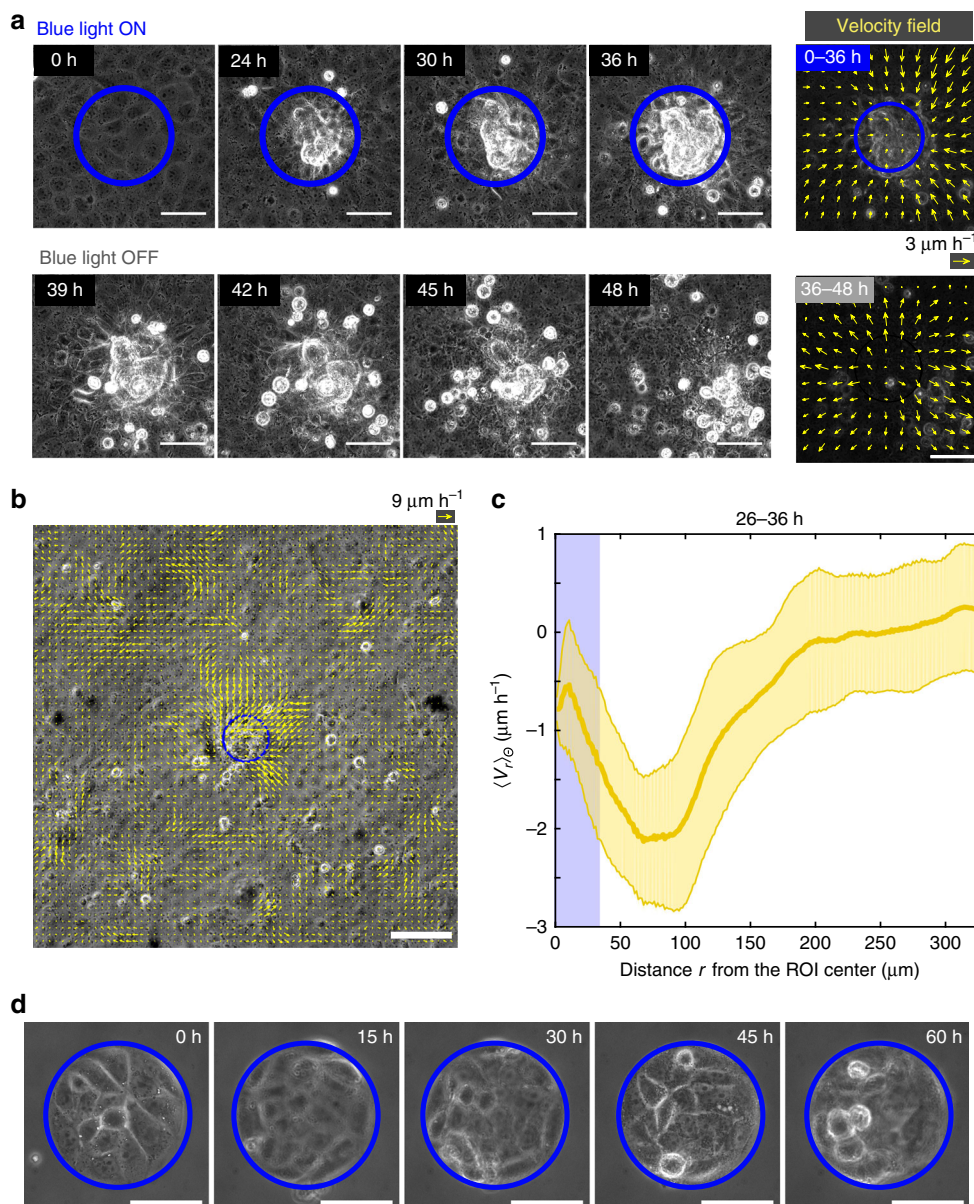 a
Blue light ON
Velocity field
0 h
24 h
30 h
36 h
0–36 h
3 μm h⁻¹
Blue light OFF
39 h
42 h
45 h
48 h
36–48 h
b
9 μm h⁻¹
c
26–36 h
1
0
−1
−2
−3
⟨V_r⟩_Θ (μm h⁻¹)
0
50
100
150
200
250
300
Distance r from the ROI center (μm)
d
0 h
15 h
30 h
45 h
60 h